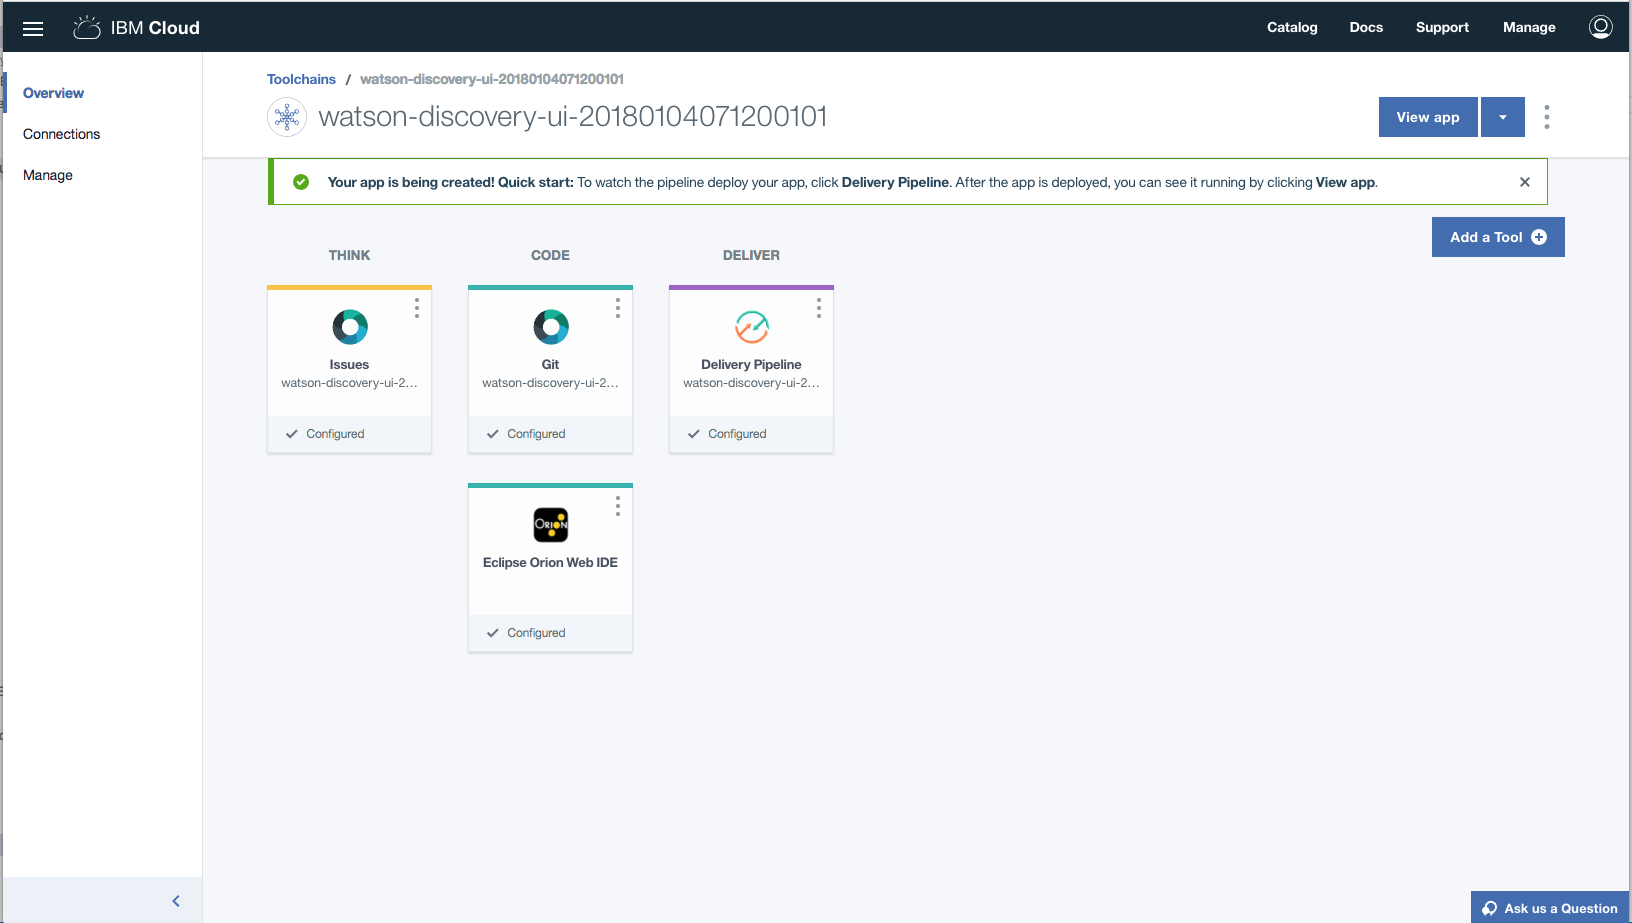 IBM Cloud
Catalog
Docs
Support
Manage
Overview
Connections
Manage
Toolchains / watson-discovery-ui-20180104071200101
watson-discovery-ui-20180104071200101
View app
Your app is being created! Quick start: To watch the pipeline deploy your app, click Delivery Pipeline. After the app is deployed, you can see it running by clicking View app.
Add a Tool
THINK
CODE
DELIVER
Issues
watson-discovery-ui-2...
Configured
Git
watson-discovery-ui-2...
Configured
Delivery Pipeline
watson-discovery-ui-2...
Configured
ORION
Eclipse Orion Web IDE
Configured
Ask us a Question